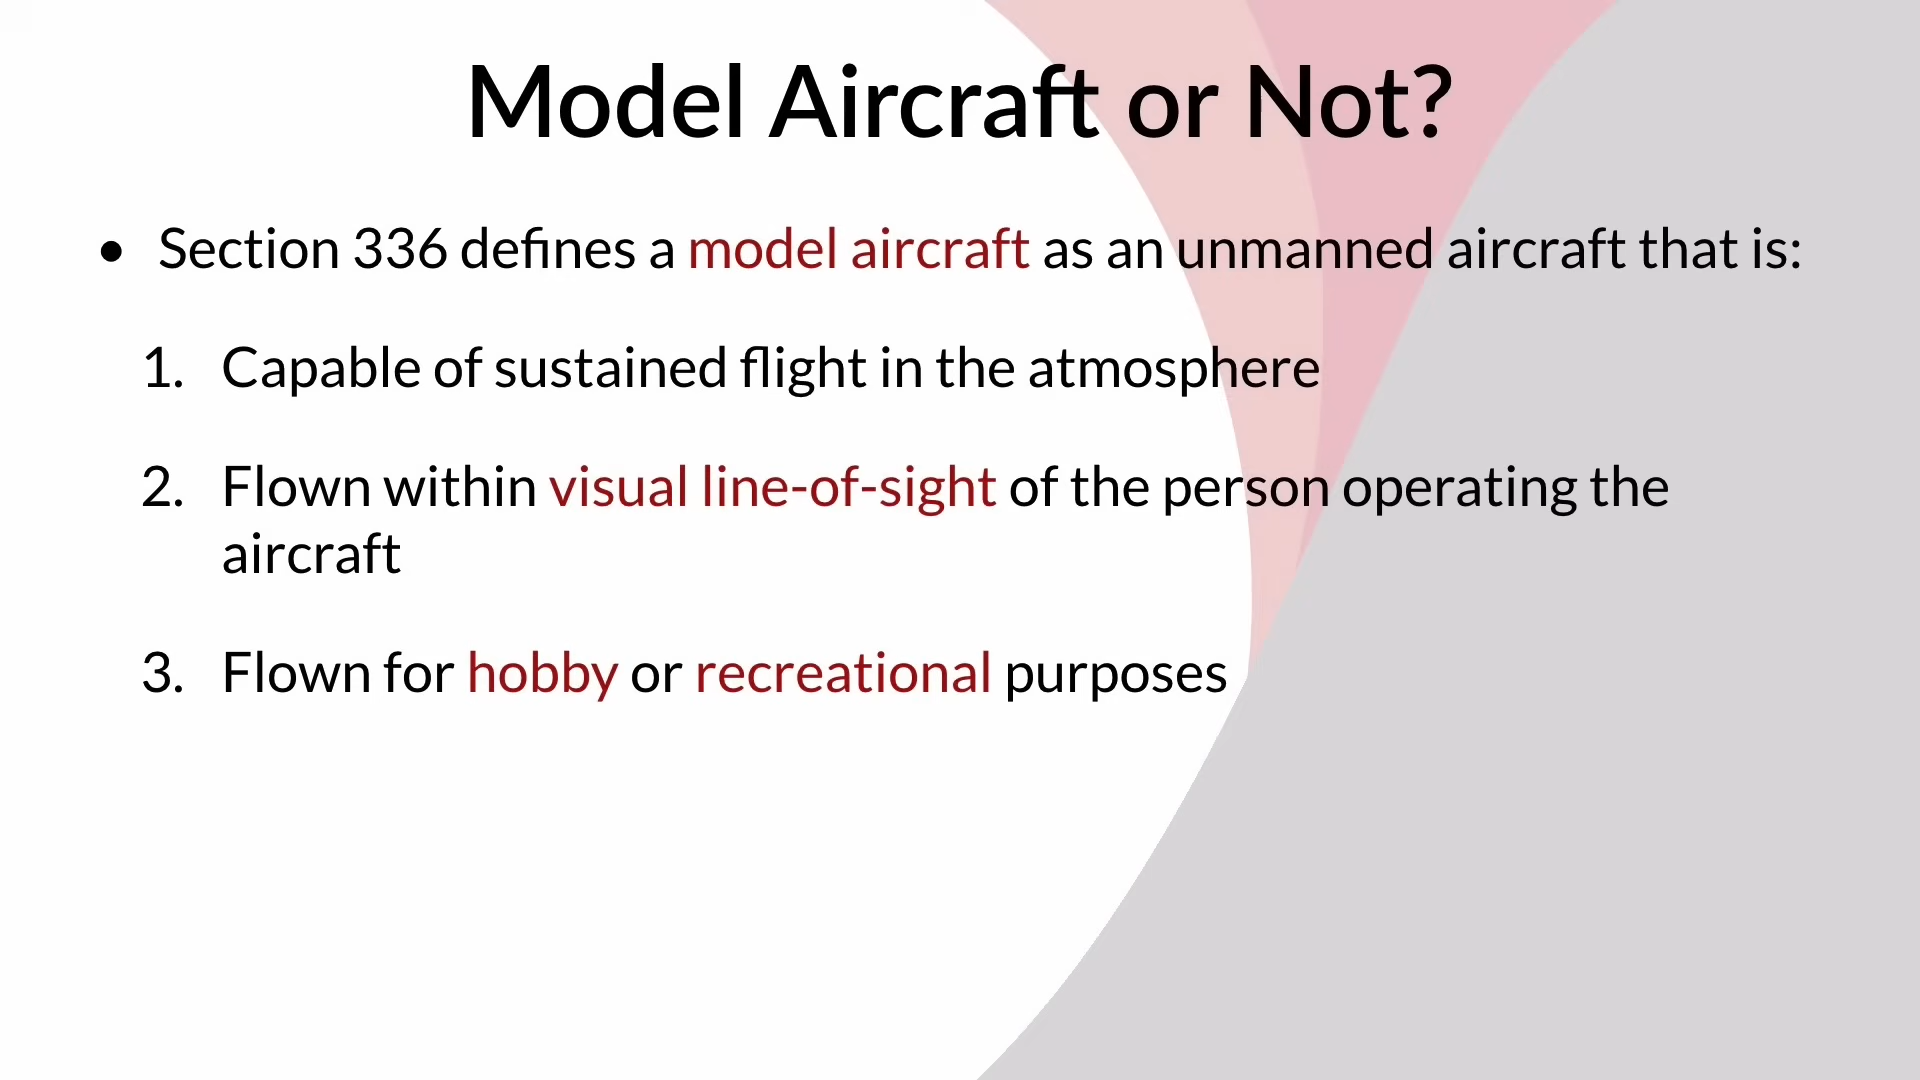 Model Aircraft or Not?
• Section 336 defines a model aircraft as an unmanned aircraft that is:
1. Capable of sustained flight in the atmosphere
2. Flown within visual line-of-sight of the person operating the
aircraft
3. Flown for hobby or recreational purposes